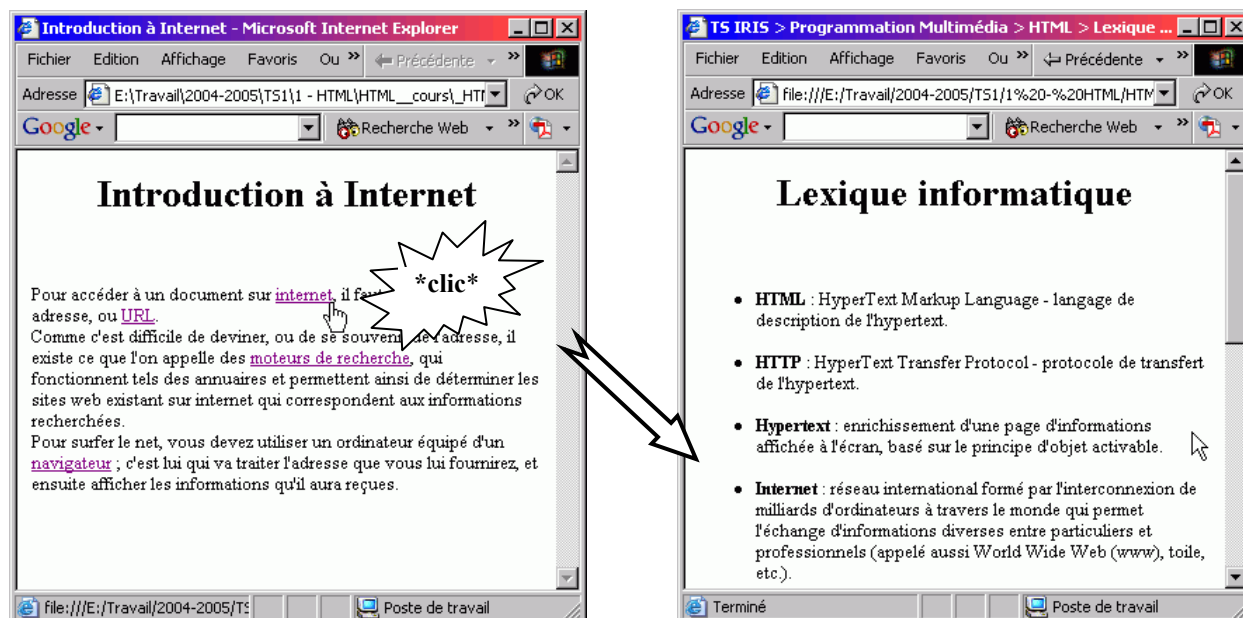 Introduction à Internet - Microsoft Internet Explorer
Fichier Edition Affichage Favoris Ou » Précédente »
Adresse E:\Travail\2004-2005\TS1\1 - HTML\HTML__cours\_HT OK
Google Recherche Web »
Introduction à Internet
*clic*
Pour accéder à un document sur internet, il
adresse, ou URL.
Comme c'est difficile de deviner, ou de se souvenir de l'adresse, il
existe ce que l'on appelle des moteurs de recherche, qui
fonctionnent tels des annuaires et permettent ainsi de déterminer les
sites web existant sur internet qui correspondent aux informations
recherchées.
Pour surfer le net, vous devez utiliser un ordinateur équipé d'un
navigateur ; c'est lui qui va traiter l'adresse que vous lui fournirez, et
ensuite afficher les informations qu'il aura reçues.
file:///E:/Travail/2004-2005/TS Poste de travail
TS IRIS > Programmation Multimédia > HTML > Lexique ...
Fichier Edition Affichage Favoris Ou » Précédente »
Adresse file:///E:/Travail/2004-2005/TS1/1%20-%20HTML/HTM OK
Google Recherche Web »
Lexique informatique
• HTML : HyperText Markup Language - langage de
description de l'hypertext.
• HTTP : HyperText Transfer Protocol - protocole de transfert
de l'hypertext.
• Hypertext : enrichissement d'une page d'informations
affichée à l'écran, basé sur le principe d'objet activable.
• Internet : réseau international formé par l'interconnexion de
milliards d'ordinateurs à travers le monde qui permet
l'échange d'informations diverses entre particuliers et
professionnels (appelé aussi World Wide Web (www), toile,
etc.).
Terminé Poste de travail